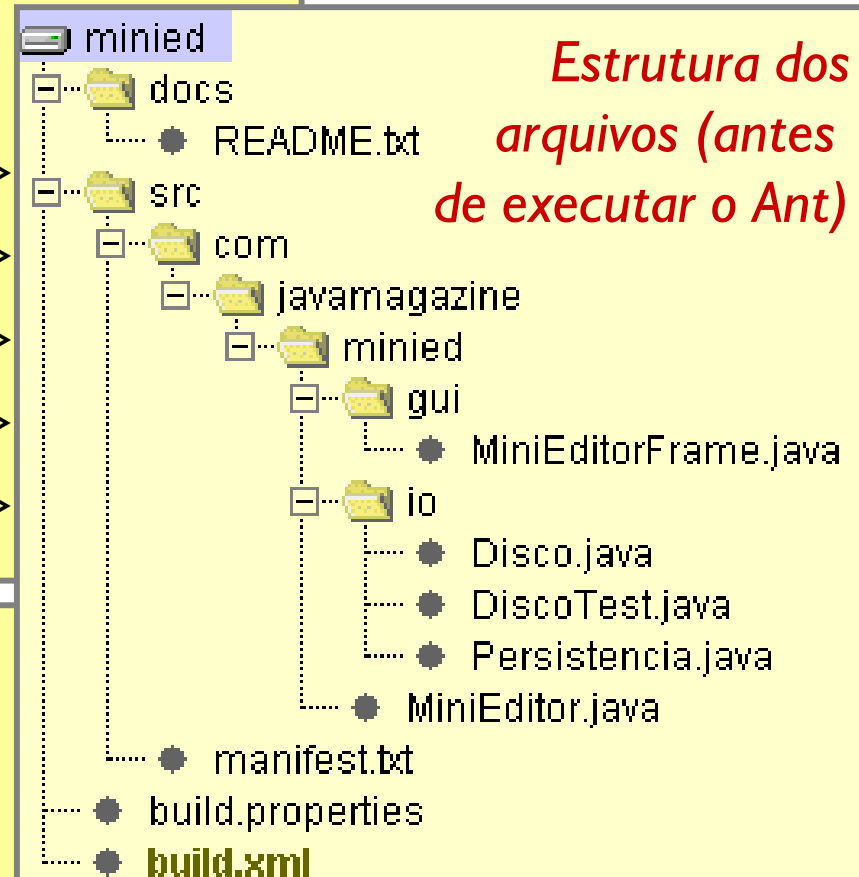 minied
docs
README.txt
src
com
javamagazine
minied
gui
MiniEditorFrame.java
io
Disco.java
DiscoTest.java
Persistencia.java
MiniEditor.java
manifest.txt
build.properties
build.xml
Estrutura dos
arquivos (antes
de executar o Ant)